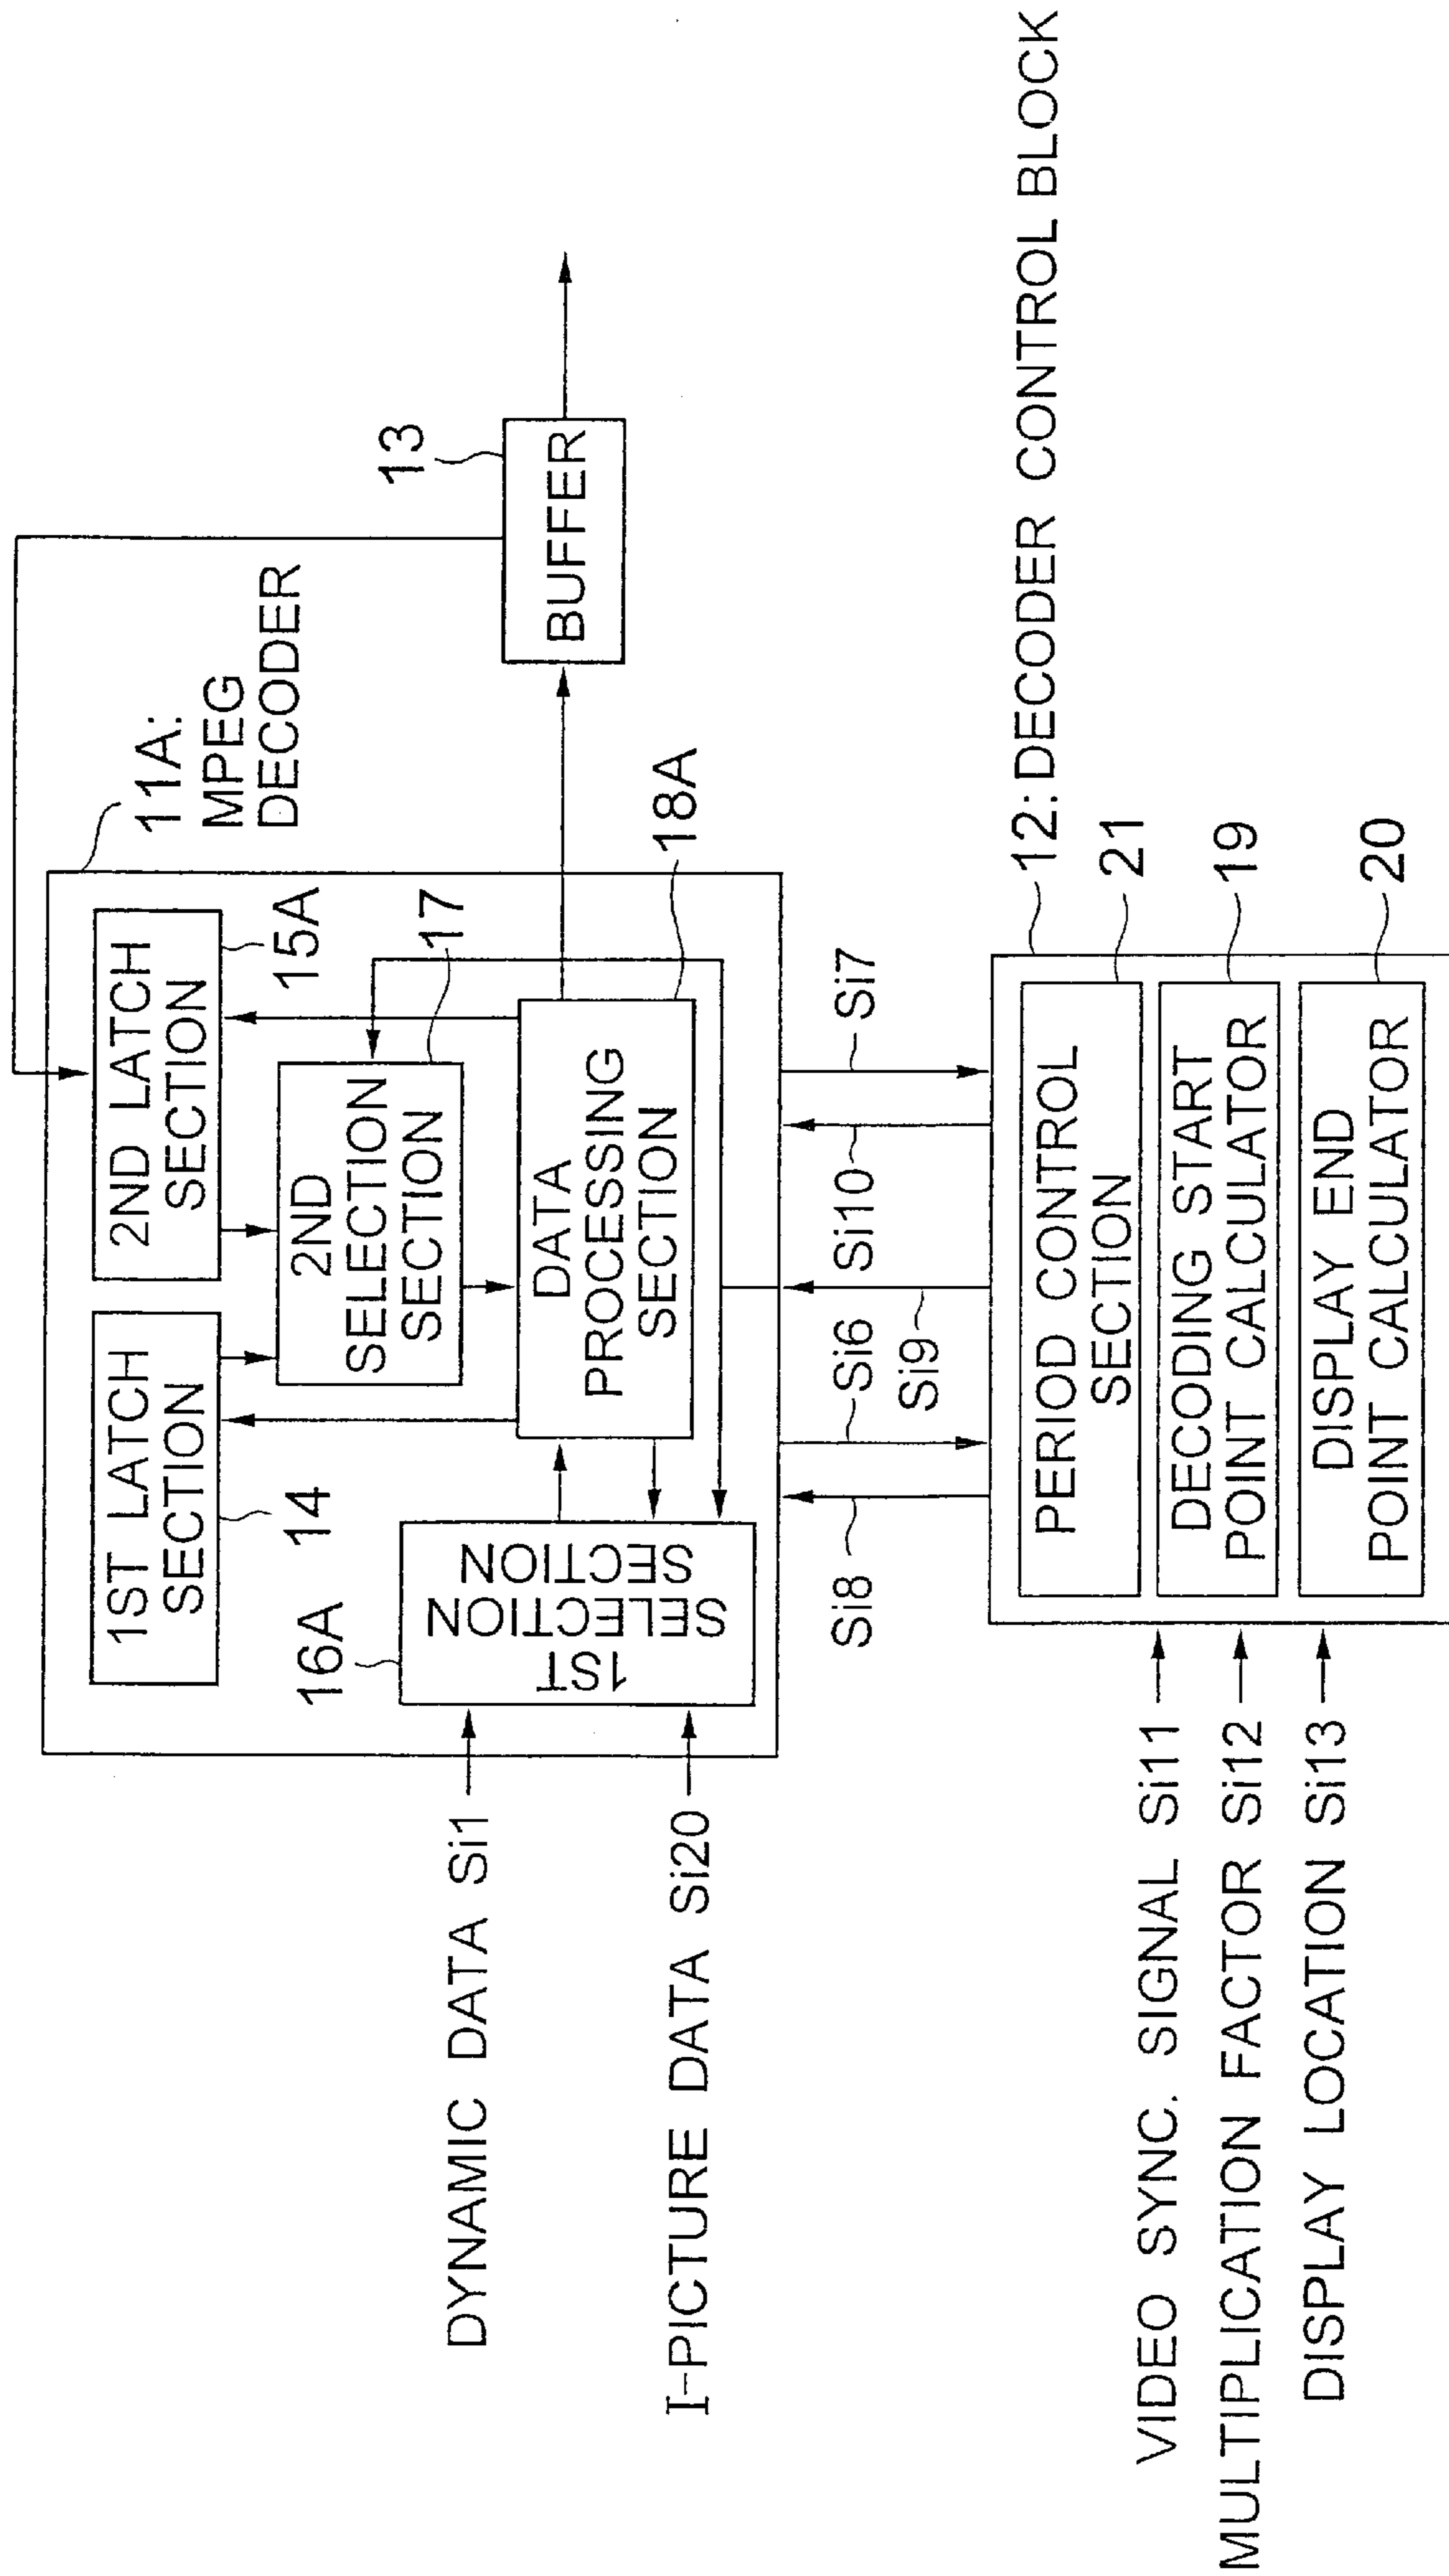 11A:
MPEG
DECODER
1ST LATCH
SECTION
14
2ND LATCH
SECTION
15A
16A
1ST
SELECTION
SECTION
2ND
SELECTION
SECTION
17
DATA
PROCESSING
SECTION
18A
13
BUFFER
DYNAMIC DATA Si1
I-PICTURE DATA Si20
Si8
Si6
Si9
Si10
Si7
12: DECODER CONTROL BLOCK
PERIOD CONTROL
SECTION
21
DECODING START
POINT CALCULATOR
19
DISPLAY END
POINT CALCULATOR
20
VIDEO SYNC. SIGNAL Si11
MULTIPLICATION FACTOR Si12
DISPLAY LOCATION Si13